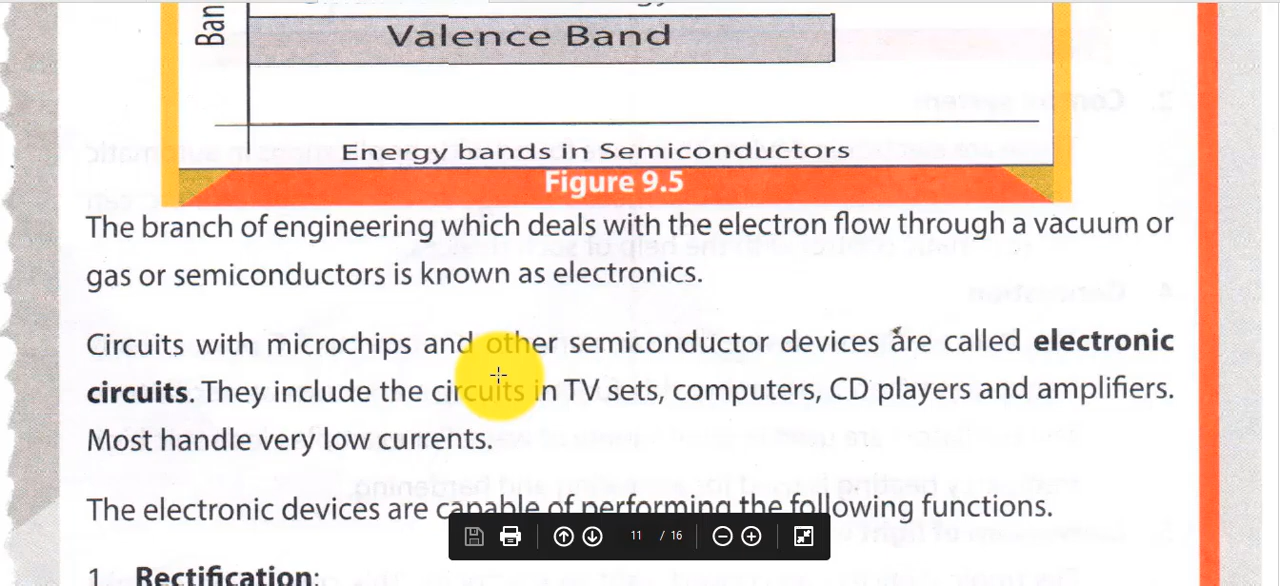 Ban
Valence Band
Energy bands in Semiconductors
Figure 9.5
The branch of engineering which deals with the electron flow through a vacuum or
gas or semiconductors is known as electronics.
Circuits with microchips and other semiconductor devices are called electronic
circuits. They include the circuits in TV sets, computers, CD players and amplifiers.
Most handle very low currents.
The electronic devices are capable of performing the following functions.
11 / 16
1. Rectification: